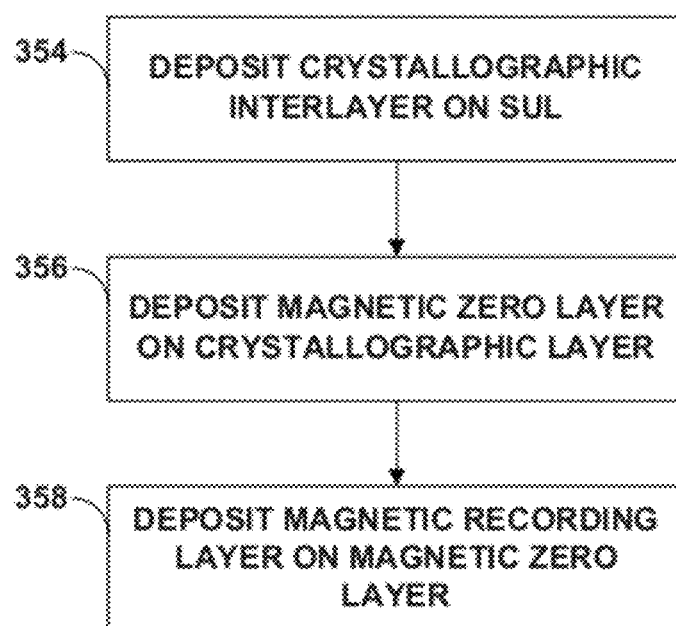 354
DEPOSIT CRYSTALLOGRAPHIC
INTERLAYER ON SUL
356
DEPOSIT MAGNETIC ZERO LAYER
ON CRYSTALLOGRAPHIC LAYER
358
DEPOSIT MAGNETIC RECORDING
LAYER ON MAGNETIC ZERO
LAYER